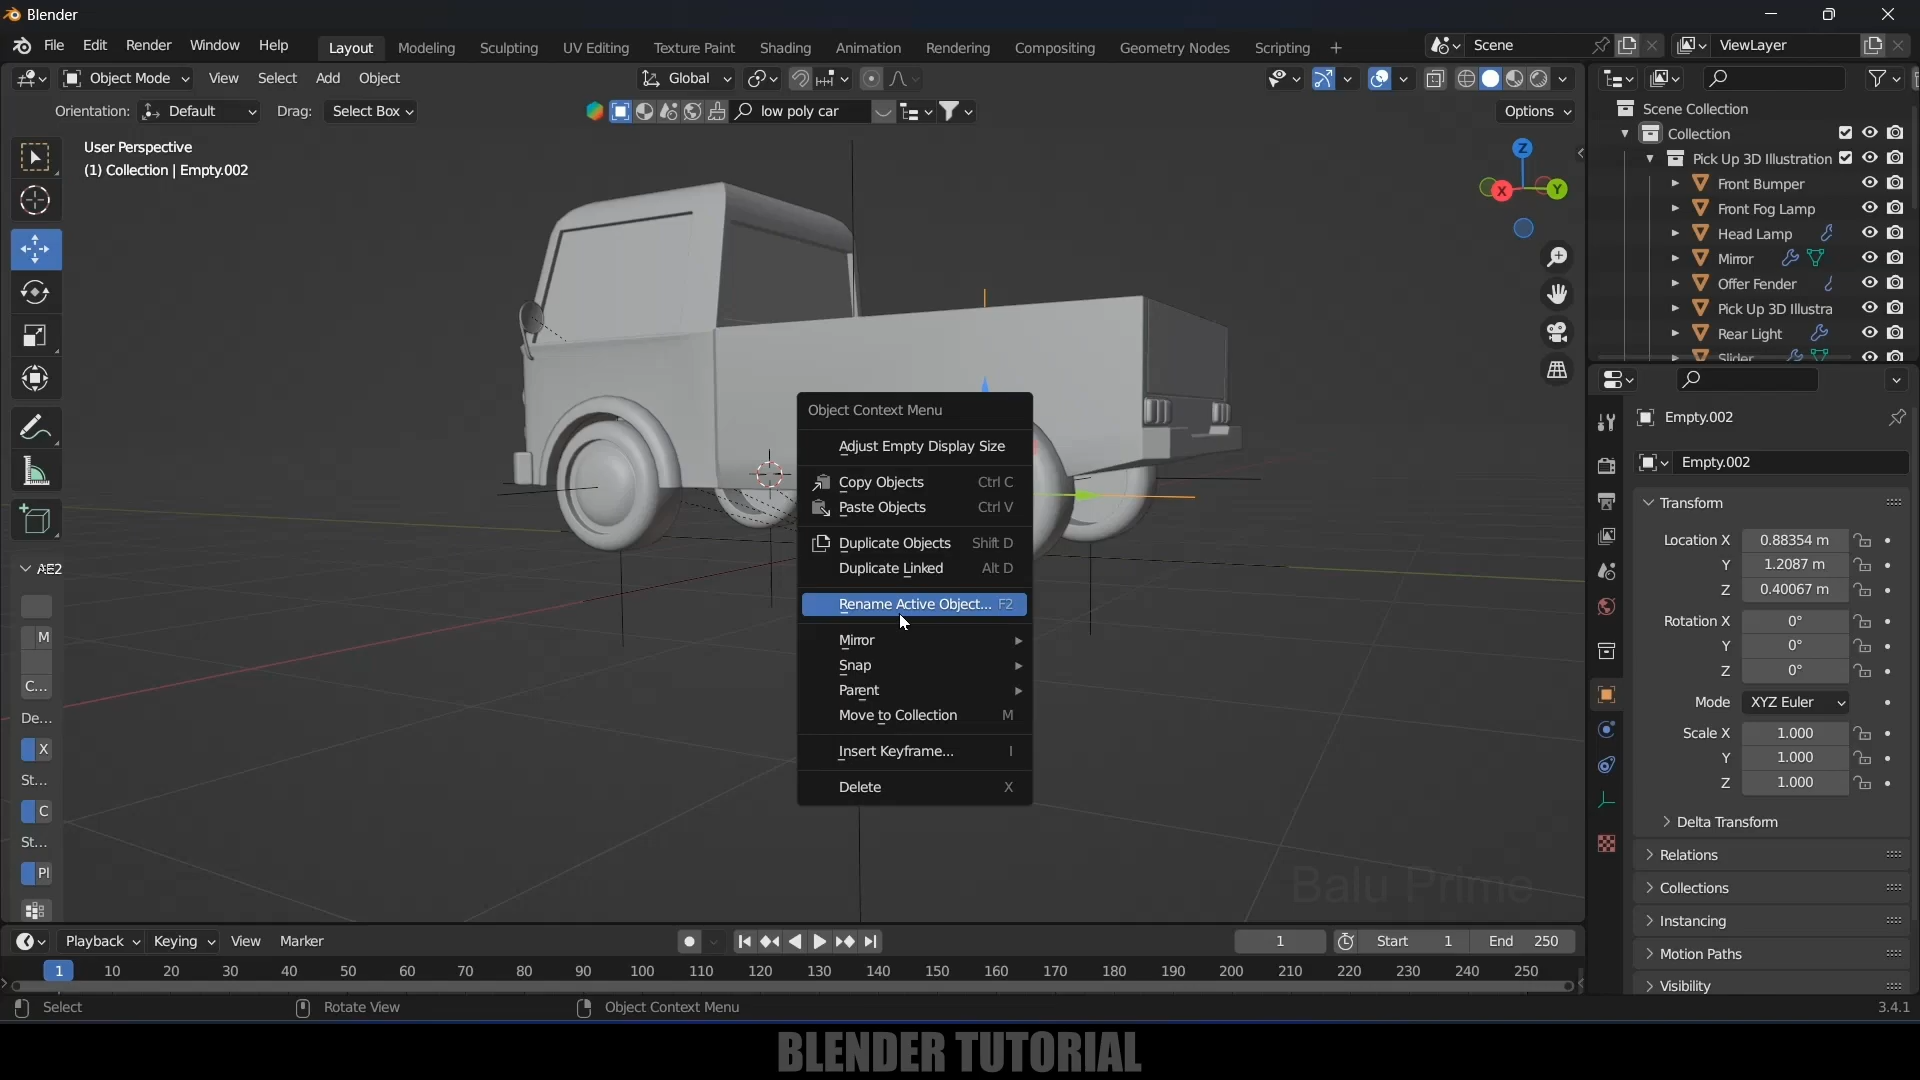 Blender
File Edit Render Window Help Layout Modeling Sculpting UV Editing Texture Paint Shading Animation Rendering Compositing Geometry Nodes Scripting + Scene ViewLayer
Object Mode View Select Add Object Global
Orientation: Default Drag: Select Box low poly car Options
User Perspective
(1) Collection | Empty.002
Z
X
Y
Scene Collection
Collection
Pick Up 3D Illustration
Front Bumper
Front Fog Lamp
Head Lamp
Mirror
Offer Fender
Pick Up 3D Illustra
Rear Light
Slider
Object Context Menu
Adjust Empty Display Size
Copy Objects Ctrl C
Paste Objects Ctrl V
Duplicate Objects Shift D
Duplicate Linked Alt D
Rename Active Object... F2
Mirror
Snap
Parent
Move to Collection M
Insert Keyframe... I
Delete X
M
C...
De...
X
St...
C
St...
Pl
Empty.002
Empty.002
Transform
Location X 0.88354 m
Y 1.2087 m
Z 0.40067 m
Rotation X 0°
Y 0°
Z 0°
Mode XYZ Euler
Scale X 1.000
Y 1.000
Z 1.000
Delta Transform
Relations
Collections
Instancing
Motion Paths
Visibility
Balu Prime
Playback Keying View Marker 1 Start 1 End 250
1 10 20 30 40 50 60 70 80 90 100 110 120 130 140 150 160 170 180 190 200 210 220 230 240 250
Select Rotate View Object Context Menu 3.4.1
BLENDER TUTORIAL